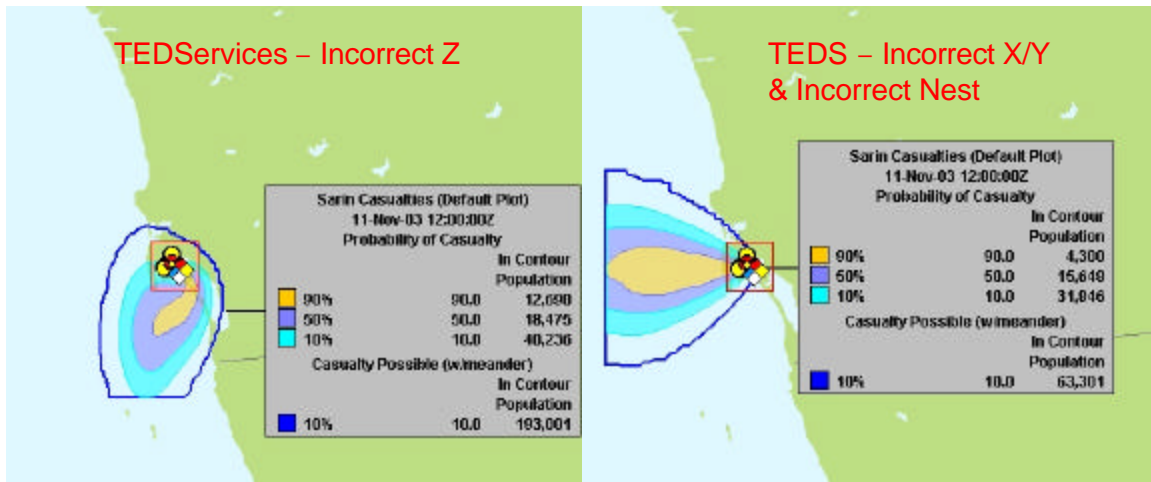 TEDServices – Incorrect Z
Sarin Casualties (Default Plot)
11-Nov-03 12:00:00Z
Probability of Casualty
In Contour
Population
90% 90.0 12,690
50% 50.0 18,475
10% 10.0 40,236
Casualty Possible (w/meander)
In Contour
Population
10% 10.0 193,001
TEDS – Incorrect X/Y
& Incorrect Nest
Sarin Casualties (Default Plot)
11-Nov-03 12:00:00Z
Probability of Casualty
In Contour
Population
90% 90.0 4,300
50% 50.0 15,649
10% 10.0 31,846
Casualty Possible (w/meander)
In Contour
Population
10% 10.0 63,301